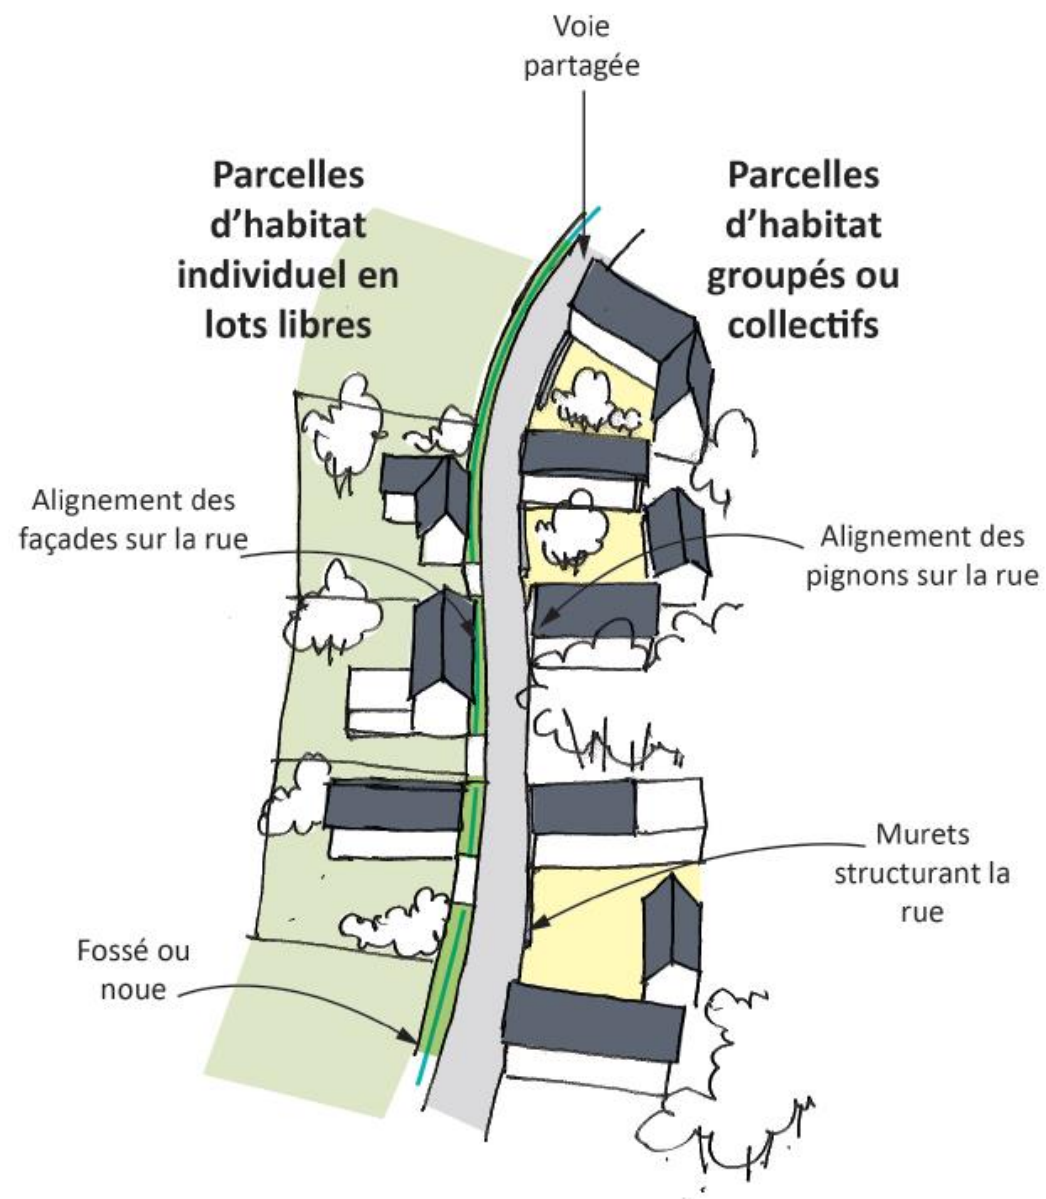 Voie
partagée
Parcelles
d’habitat
individuel en
lots libres
Parcelles
d’habitat
groupés ou
collectifs
Alignement des
façades sur la rue
Alignement des
pignons sur la rue
Murets
structurant la
rue
Fossé ou
noue